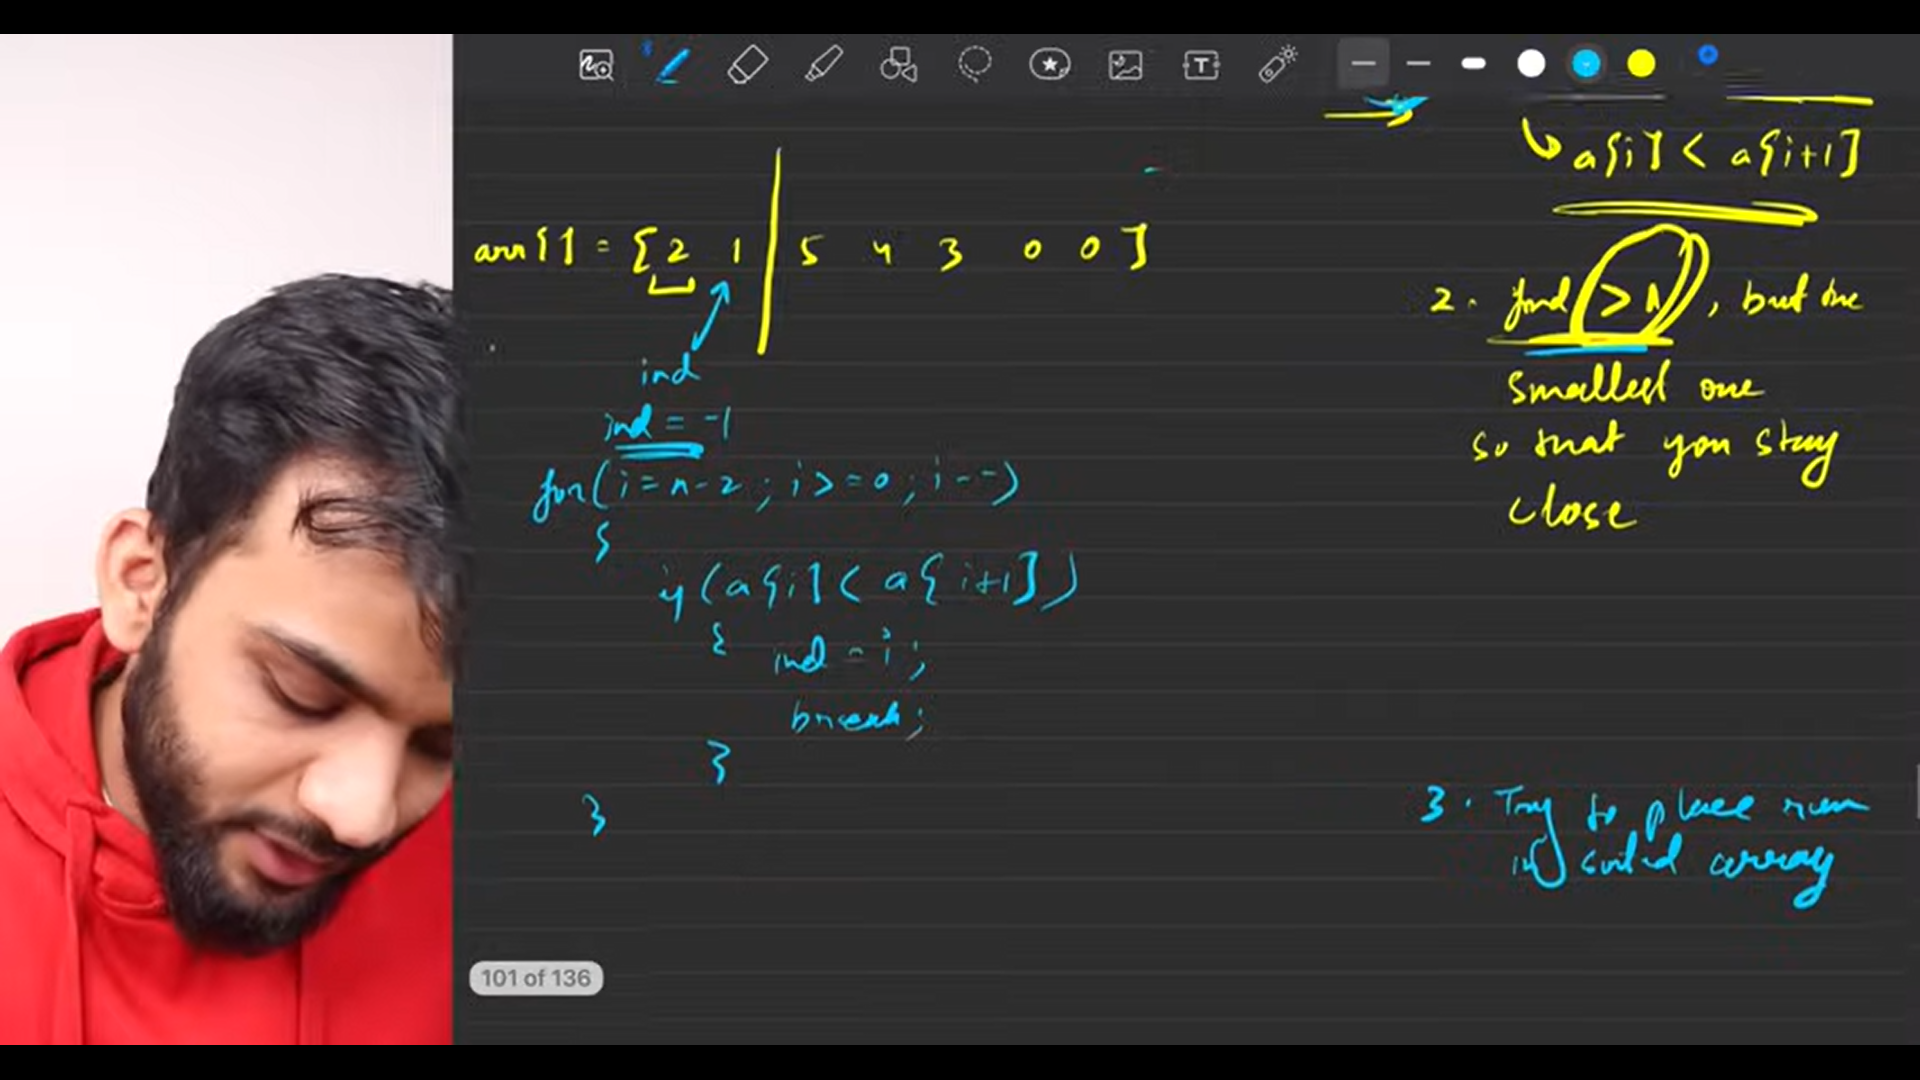 a[i] < a[i+1]
arr[] = [2 1 | 5 4 3 0 0]
2. find > 1, but the
smallest one
so that you stay
close
ind
ind = -1
for(i=n-2; i>=0; i--)
{
if (a[i] < a[i+1])
{ ind = i;
break;
}
}
3. Try to place rem
in sorted array
101 of 136